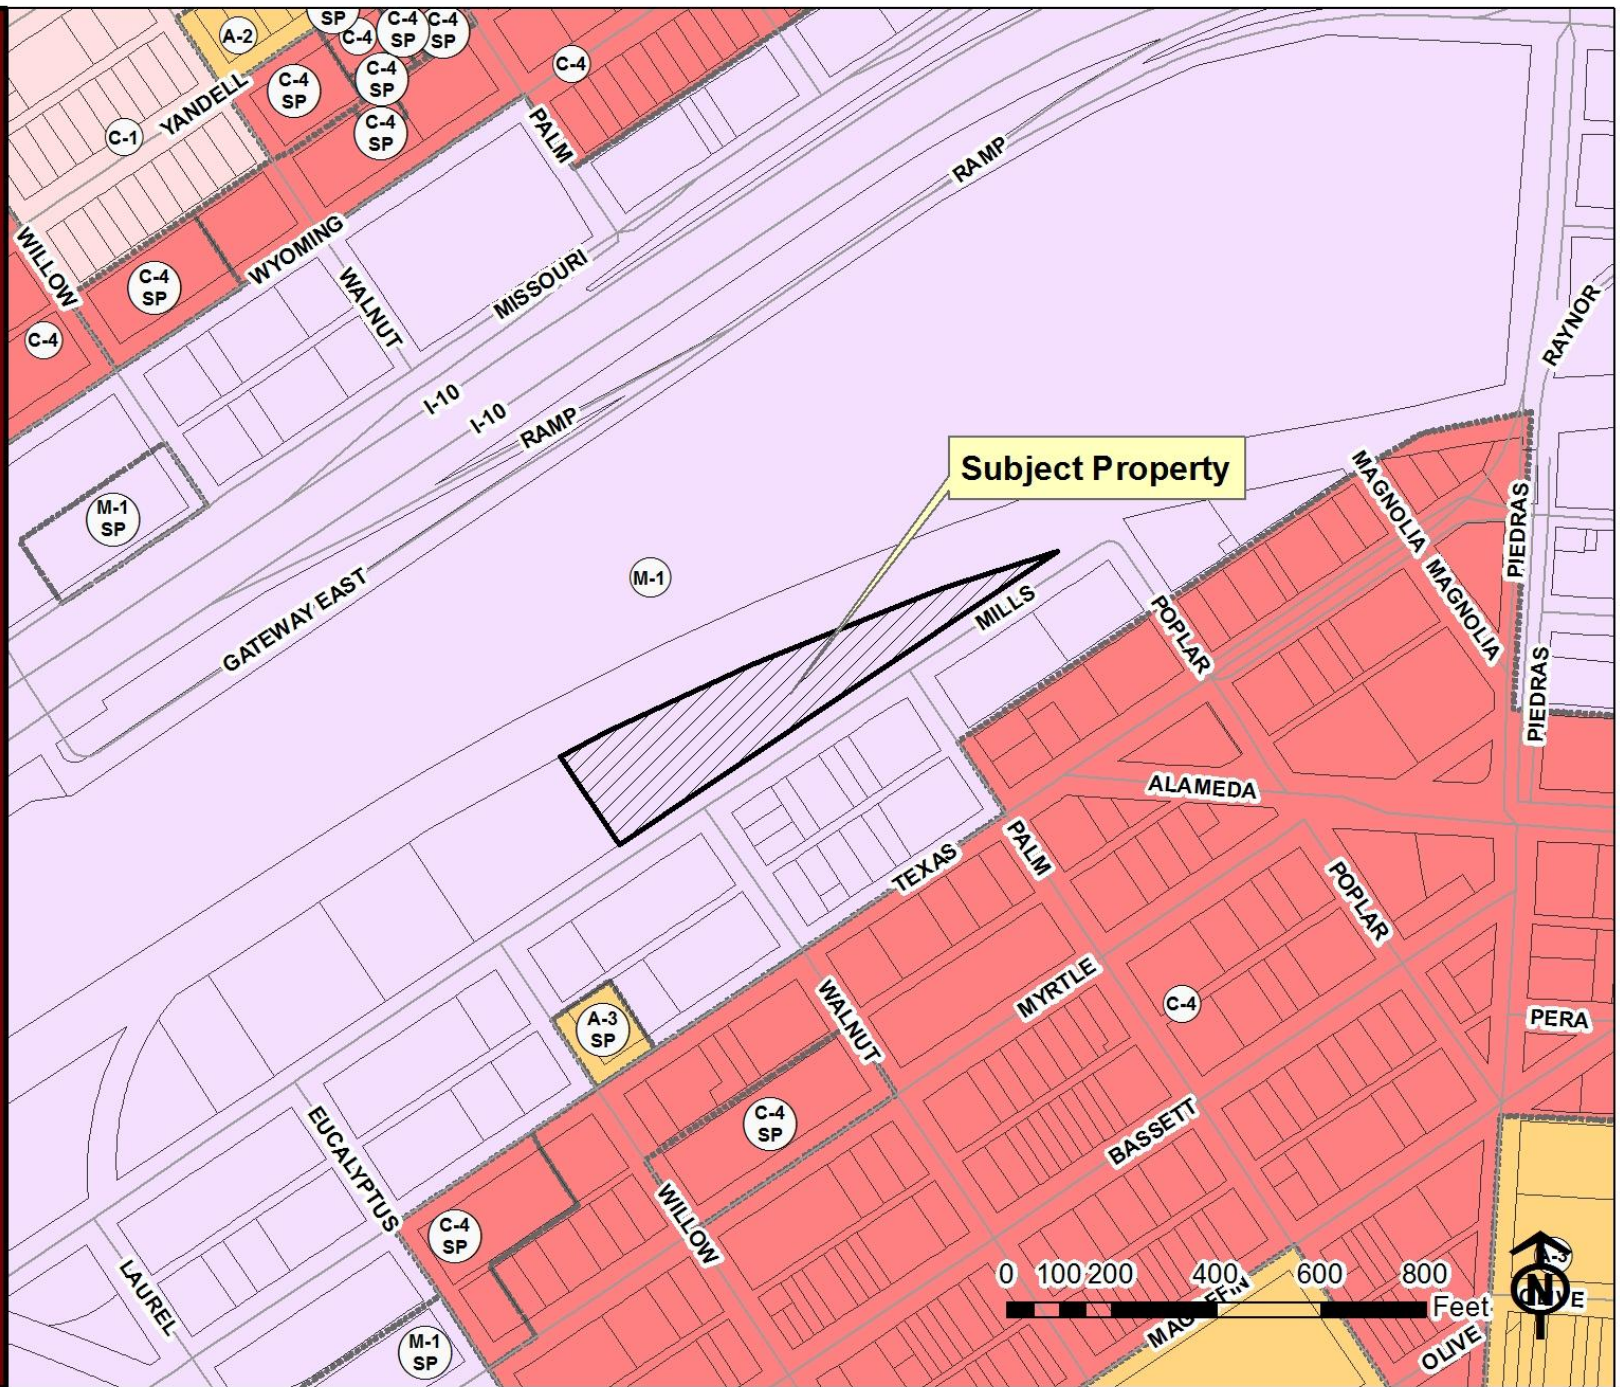 SP
C-4
SP
C-4
SP
A-2
C-4
C-4
C-4
SP
C-4
SP
YANDELL
C-1
C-4
SP
PALM
RAMP
WILLOW
WYOMING
C-4
SP
WALNUT
MISSOURI
RAYNOR
C-4
I-10
I-10
RAMP
Subject Property
MAGNOLIA
M-1
SP
PIEDRAS
M-1
GATEWAY EAST
MILLS
POPLAR
MAGNOLIA
PIEDRAS
ALAMEDA
TEXAS
PALM
POPLAR
MYRTLE
C-4
WALNUT
A-3
SP
PERA
C-4
SP
EUCALYPTUS
BASSETT
WILLOW
C-4
SP
LAUREL
A-3
N
0 100 200 400 600 800
Feet
OLIVE
M-1
SP
OLIVE